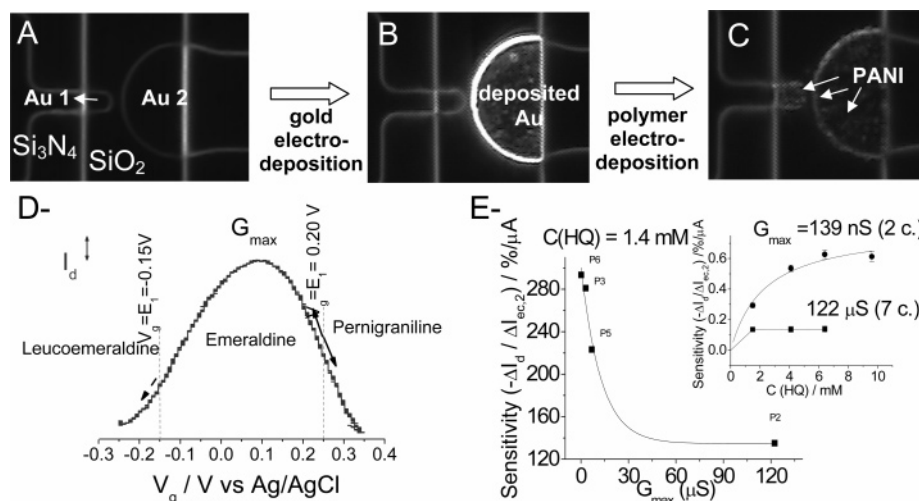 A
Au 1
Au 2
Si3N4
SiO2
gold
electro-
deposition
B
deposited
Au
polymer
electro-
deposition
C
PANI
D-
Id
Vg=E1=-0.15V
Gmax
Vg=E1= 0.20 V
Leucoemeraldine
Emeraldine
Pernigraniline
-0.3 -0.2 -0.1 0.0 0.1 0.2 0.3 0.4
Vg / V vs Ag/AgCl
E-
Sensitivity (-ΔId / ΔIec,2) / %/µA
280
240
200
160
120
C(HQ) = 1.4 mM
P6
P3
P5
P2
0 30 60 90 120
Gmax (µS)
Sensitivity (-ΔId/ΔIec,2) /%/µA
0.6
0.4
0.2
0.0
Gmax =139 nS (2 c.)
122 µS (7 c.)
0 2 4 6 8 10
C (HQ) / mM